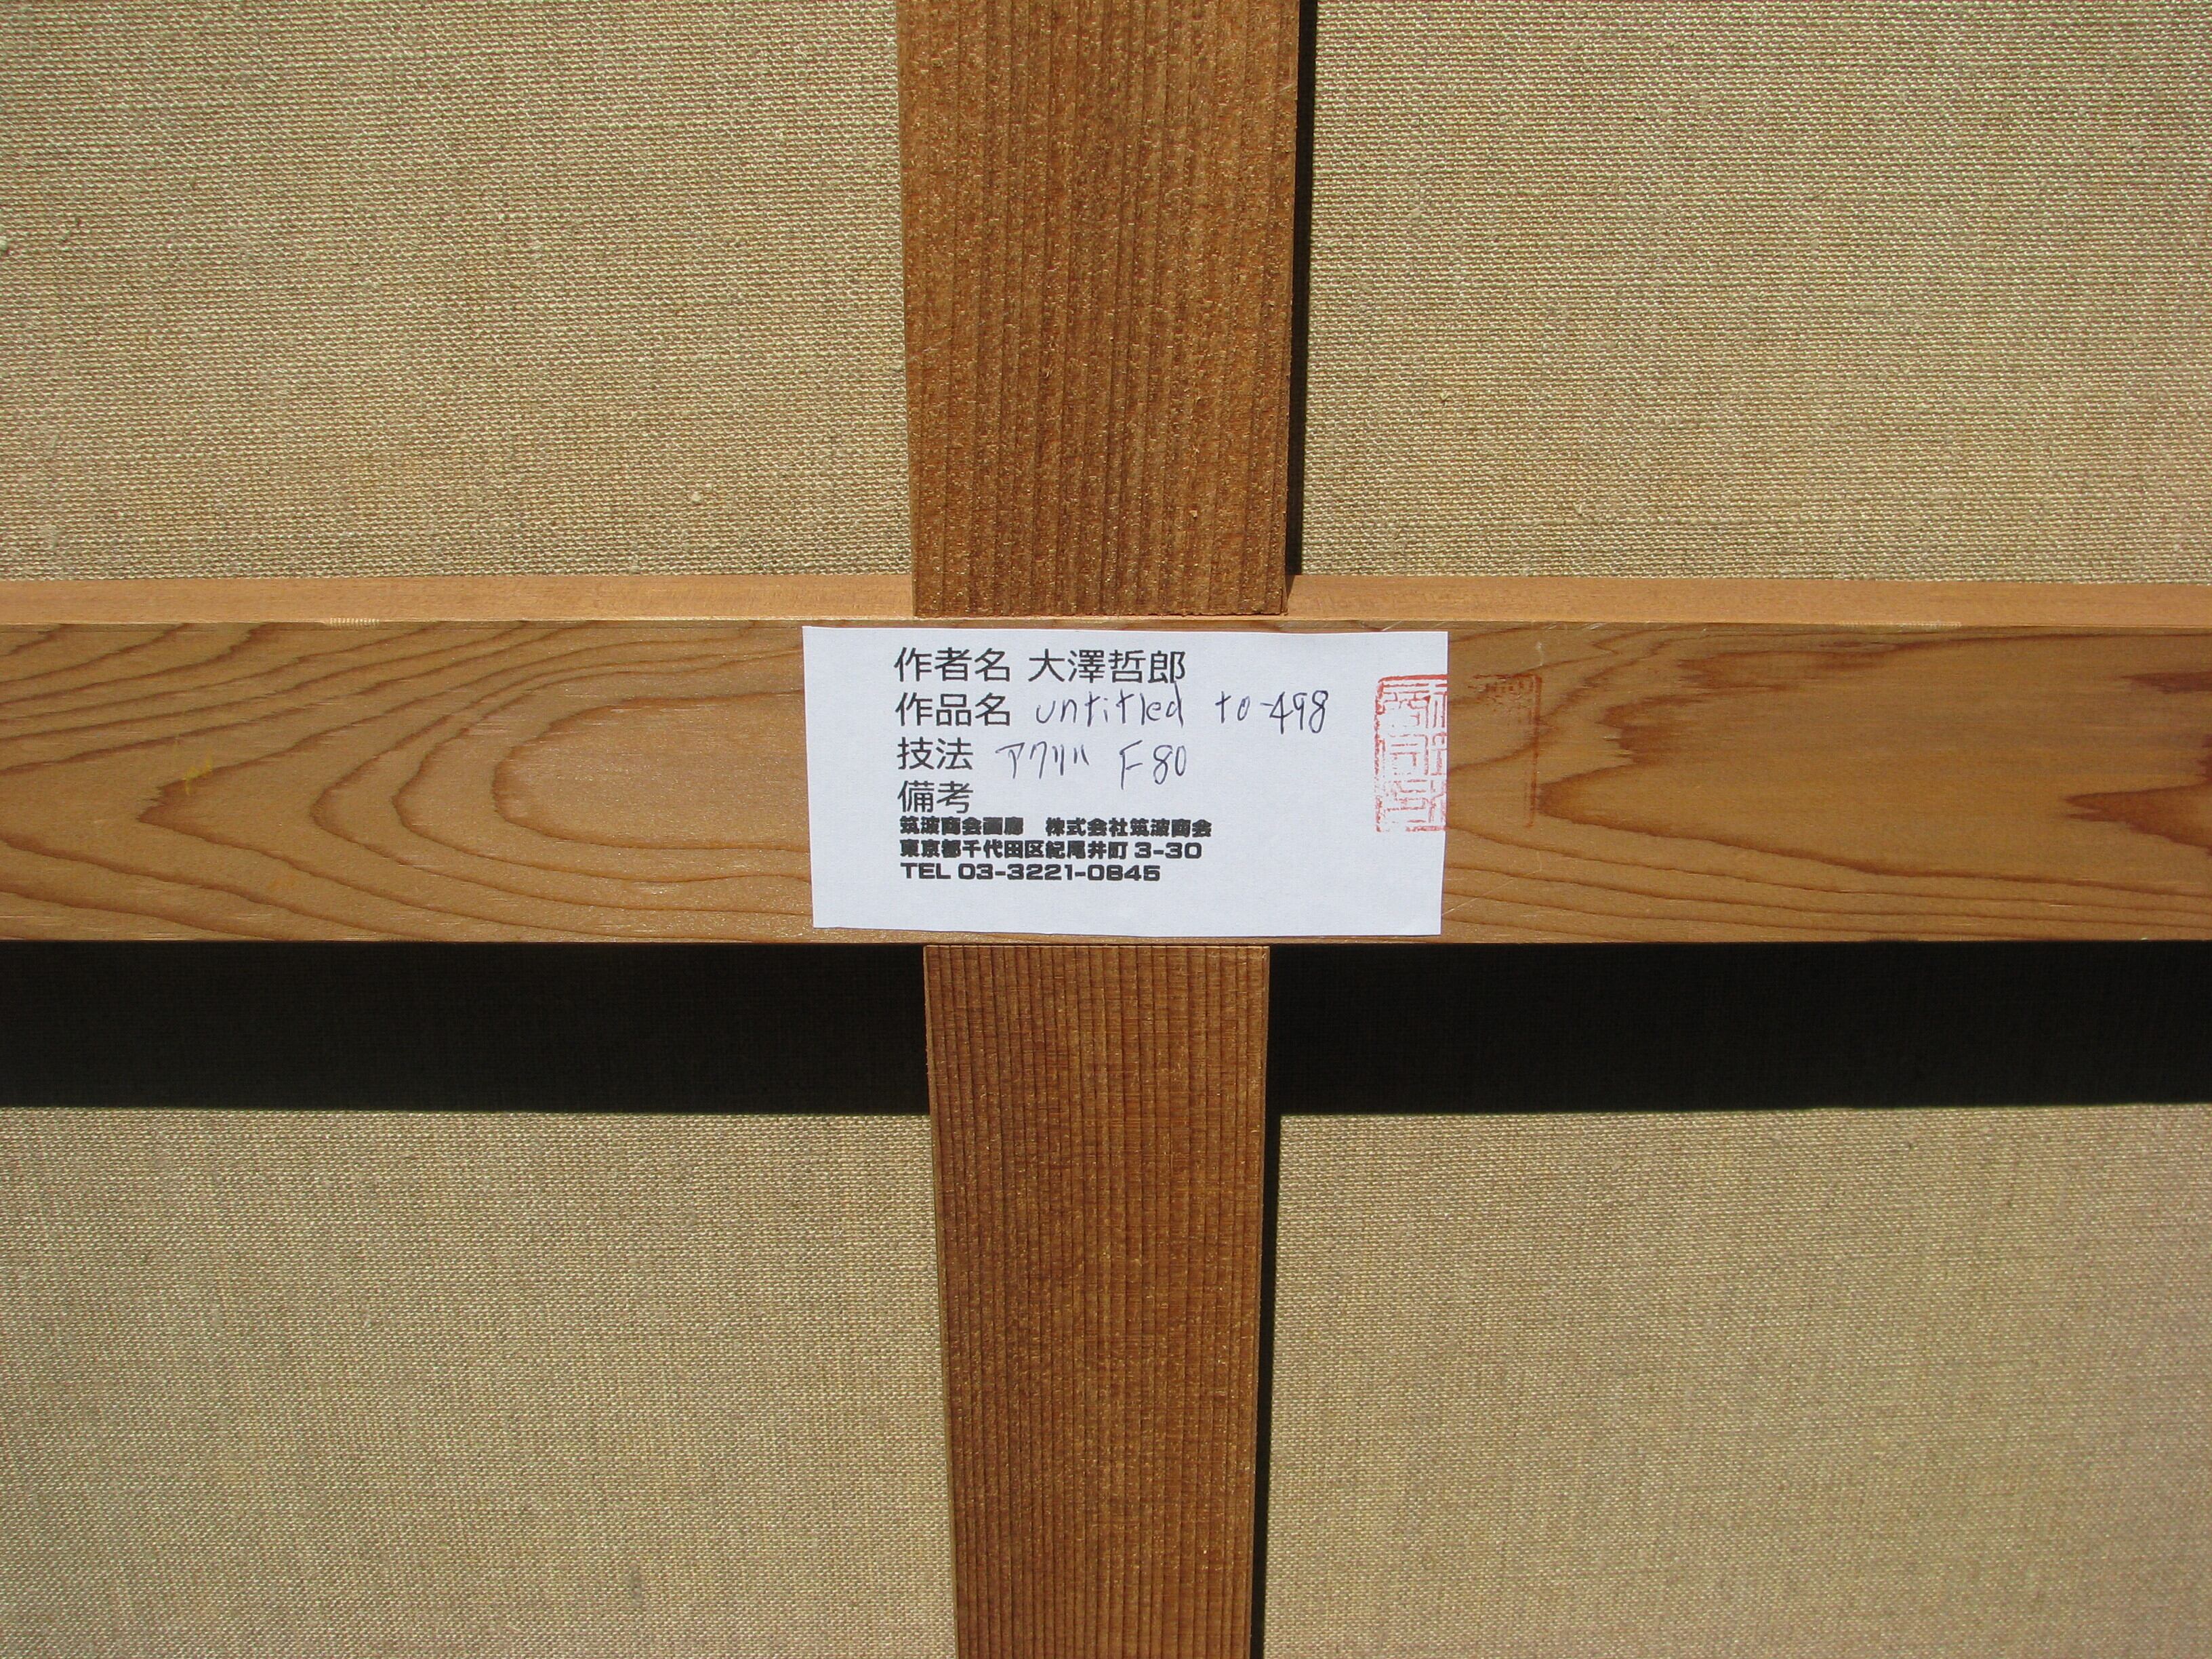 作者名 大澤哲郎
作品名 untitled to-498
技法 アクリル F80
備考
筑波商会画廊 株式会社筑波商会
東京都千代田区紀尾井町3-30
TEL 03-3221-0845